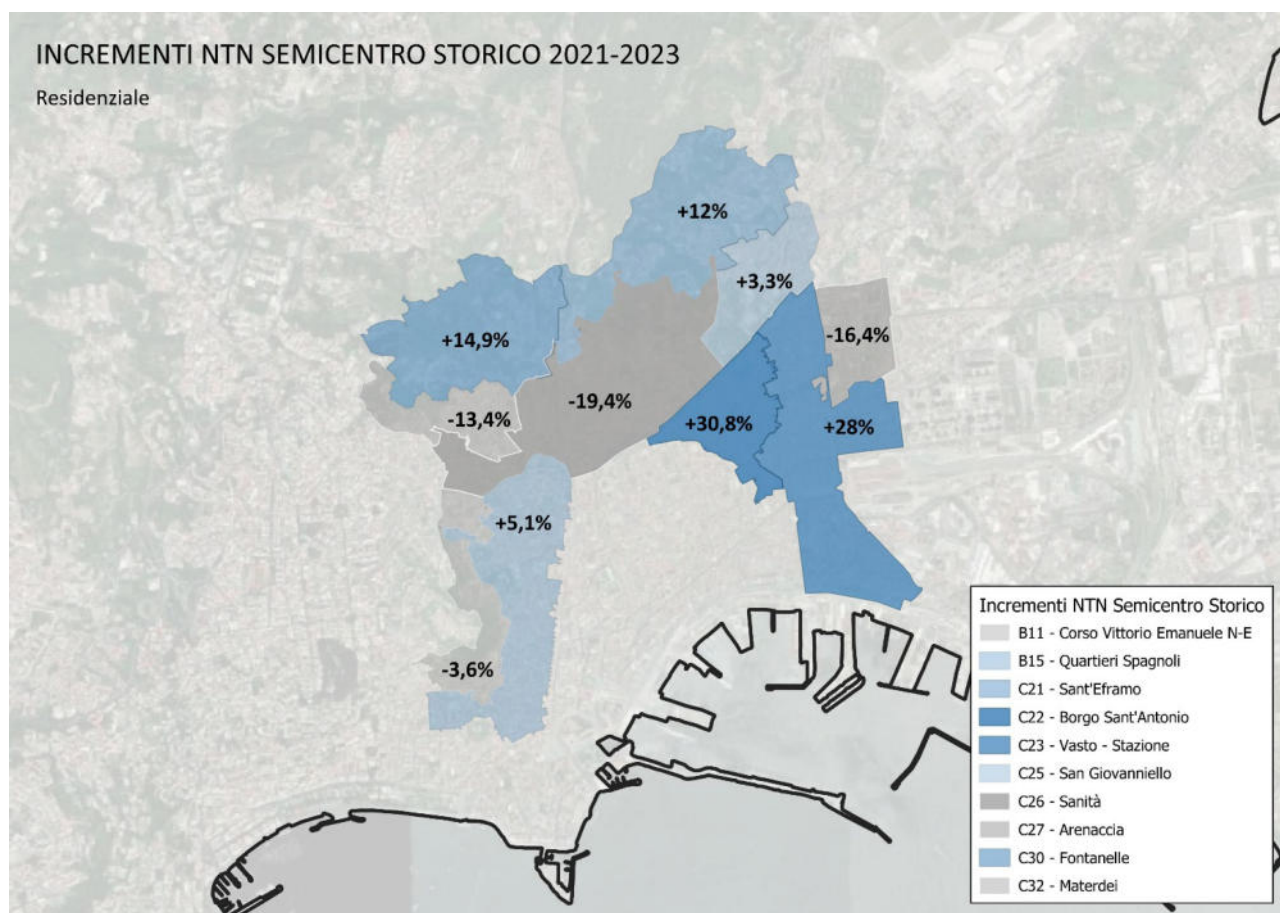 INCREMENTI NTN SEMICENTRO STORICO 2021-2023
Residenziale
+12%
+3,3%
+14,9%
-16,4%
-19,4%
-13,4%
+30,8%
+28%
+5,1%
-3,6%
Incrementi NTN Semicentro Storico
B11 - Corso Vittorio Emanuele N-E
B15 - Quartieri Spagnoli
C21 - Sant'Eframo
C22 - Borgo Sant'Antonio
C23 - Vasto - Stazione
C25 - San Giovanniello
C26 - Sanità
C27 - Arenaccia
C30 - Fontanelle
C32 - Materdei